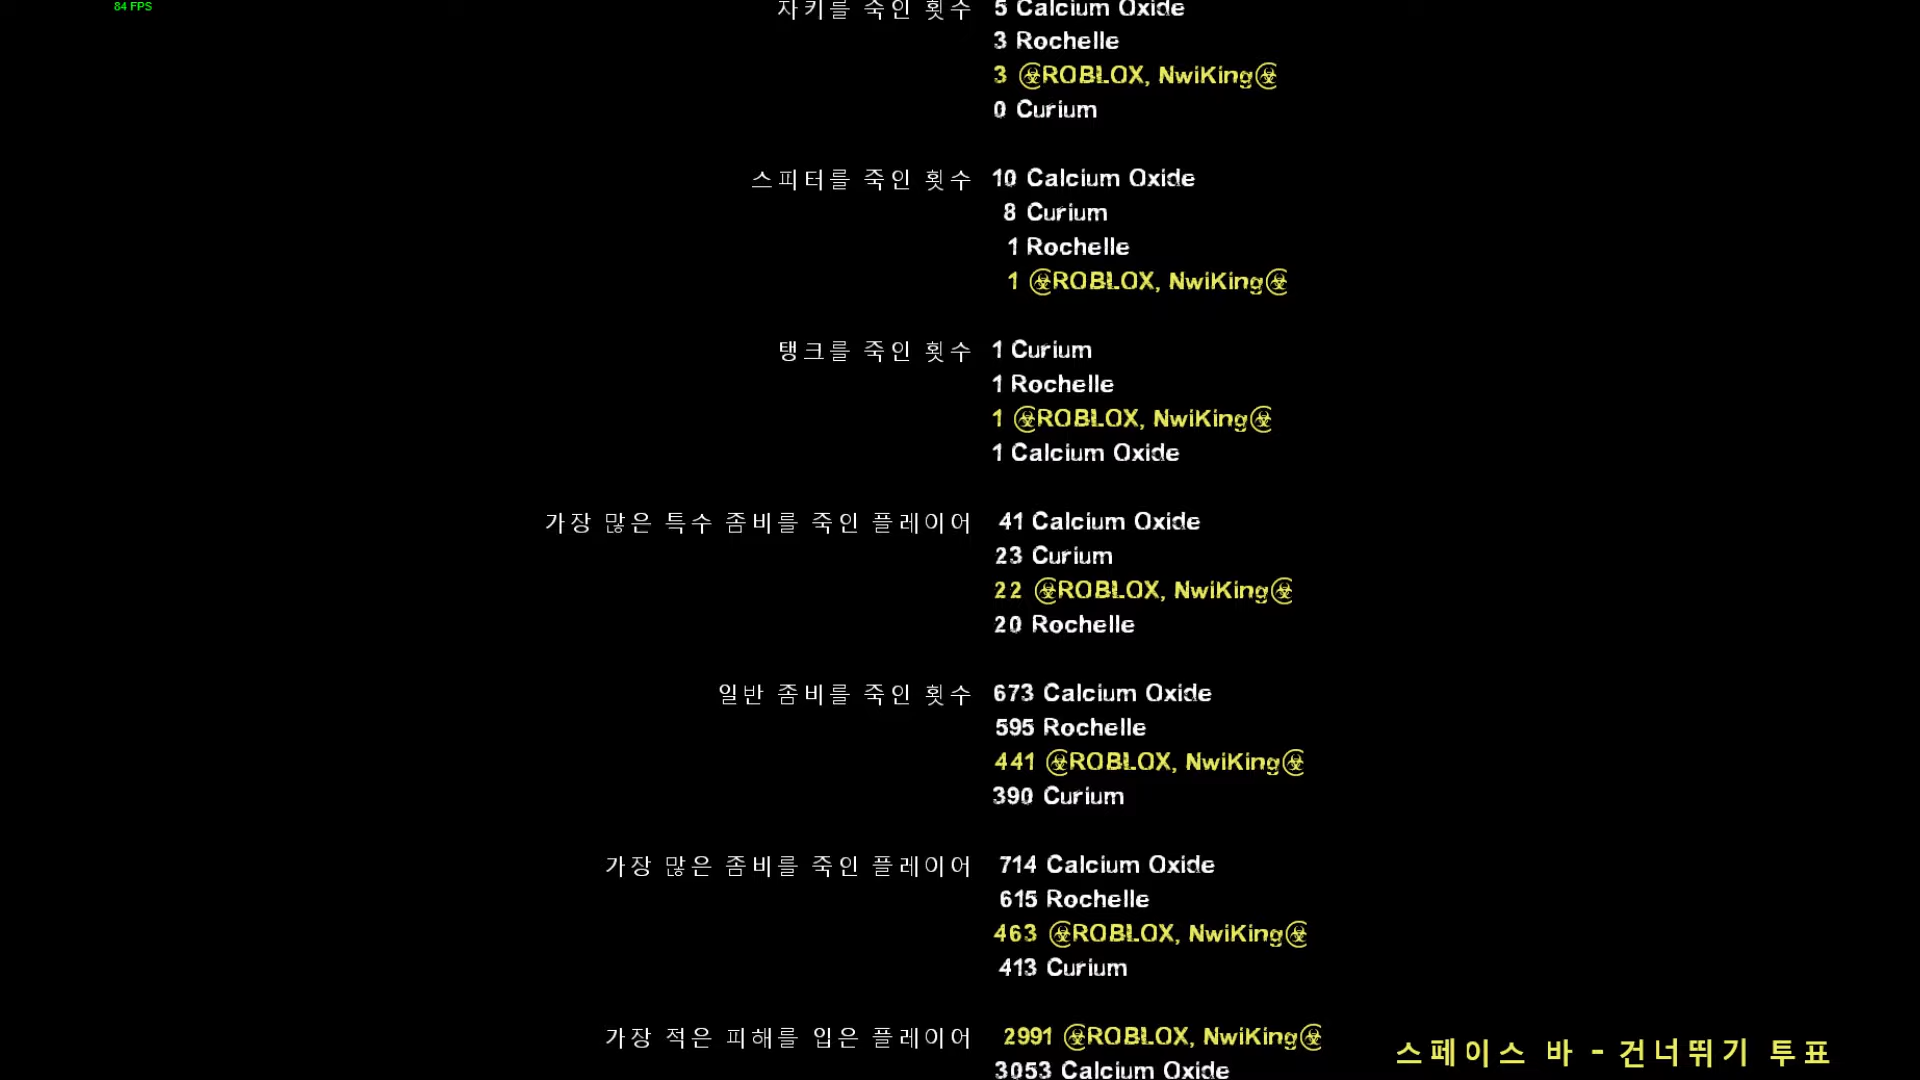 84 FPS
자키를 죽인 횟수 5 Calcium Oxide
3 Rochelle
3 ☣ROBLOX, NwiKing☣
0 Curium
스피터를 죽인 횟수 10 Calcium Oxide
8 Curium
1 Rochelle
1 ☣ROBLOX, NwiKing☣
탱크를 죽인 횟수 1 Curium
1 Rochelle
1 ☣ROBLOX, NwiKing☣
1 Calcium Oxide
가장 많은 특수 좀비를 죽인 플레이어 41 Calcium Oxide
23 Curium
22 ☣ROBLOX, NwiKing☣
20 Rochelle
일반 좀비를 죽인 횟수 673 Calcium Oxide
595 Rochelle
441 ☣ROBLOX, NwiKing☣
390 Curium
가장 많은 좀비를 죽인 플레이어 714 Calcium Oxide
615 Rochelle
463 ☣ROBLOX, NwiKing☣
413 Curium
가장 적은 피해를 입은 플레이어 2991 ☣ROBLOX, NwiKing☣
3053 Calcium Oxide
스페이스 바 - 건너뛰기 투표